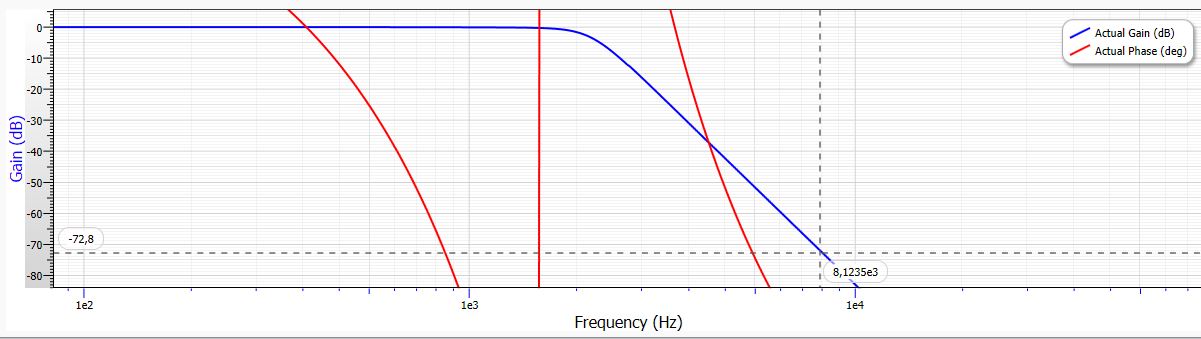 0
-10
-20
-30
-40
-50
-60
-70
-80
Gain (dB)
Actual Gain (dB)
Actual Phase (deg)
-72,8
8,1235e3
1e2
1e3
1e4
Frequency (Hz)